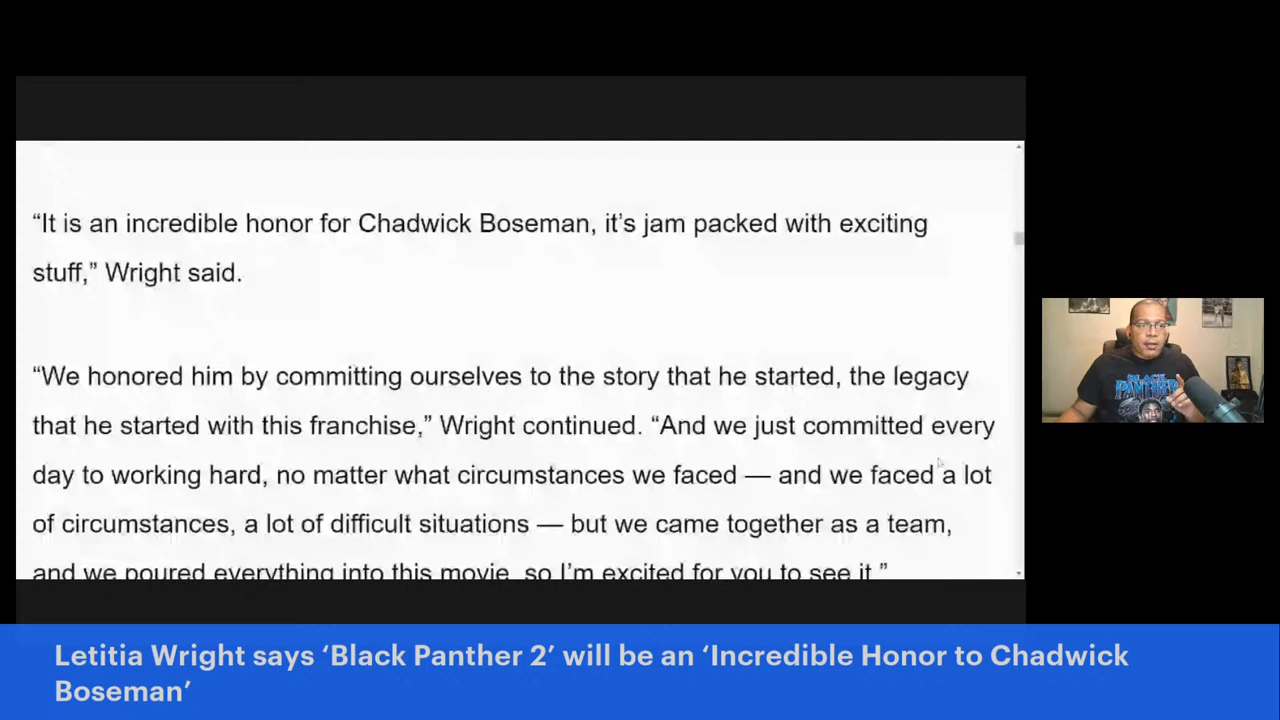 “It is an incredible honor for Chadwick Boseman, it’s jam packed with exciting
stuff,” Wright said.
“We honored him by committing ourselves to the story that he started, the legacy
that he started with this franchise,” Wright continued. “And we just committed every
day to working hard, no matter what circumstances we faced — and we faced a lot
of circumstances, a lot of difficult situations — but we came together as a team,
and we poured everything into this movie, so I’m excited for you to see it.”
BLACK
PANTHER
Letitia Wright says ‘Black Panther 2’ will be an ‘Incredible Honor to Chadwick
Boseman’